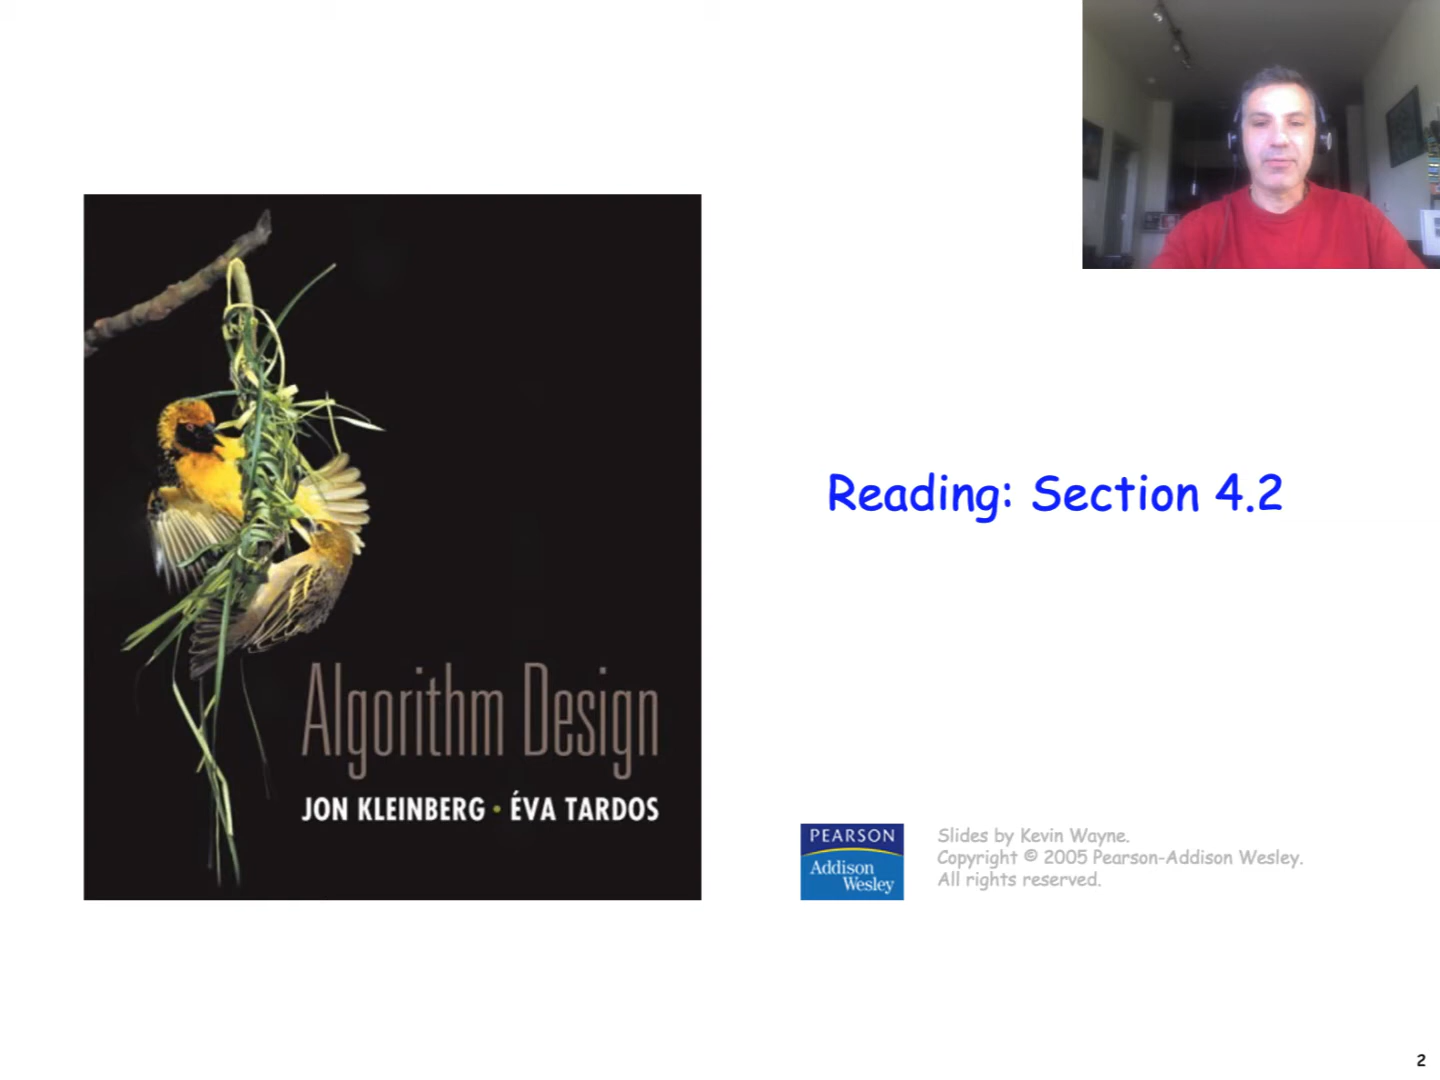 Reading: Section 4.2
Algorithm Design
JON KLEINBERG • ÉVA TARDOS
PEARSON
Addison
Wesley
Slides by Kevin Wayne.
Copyright © 2005 Pearson-Addison Wesley.
All rights reserved.
2